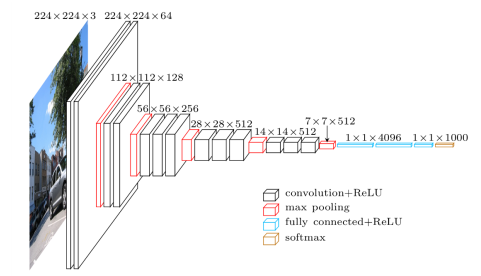 224×224×3
224×224×64
112×112×128
56×56×256
28×28×512
14×14×512
7×7×512
1×1×4096
1×1×1000
convolution+ReLU
max pooling
fully connected+ReLU
softmax